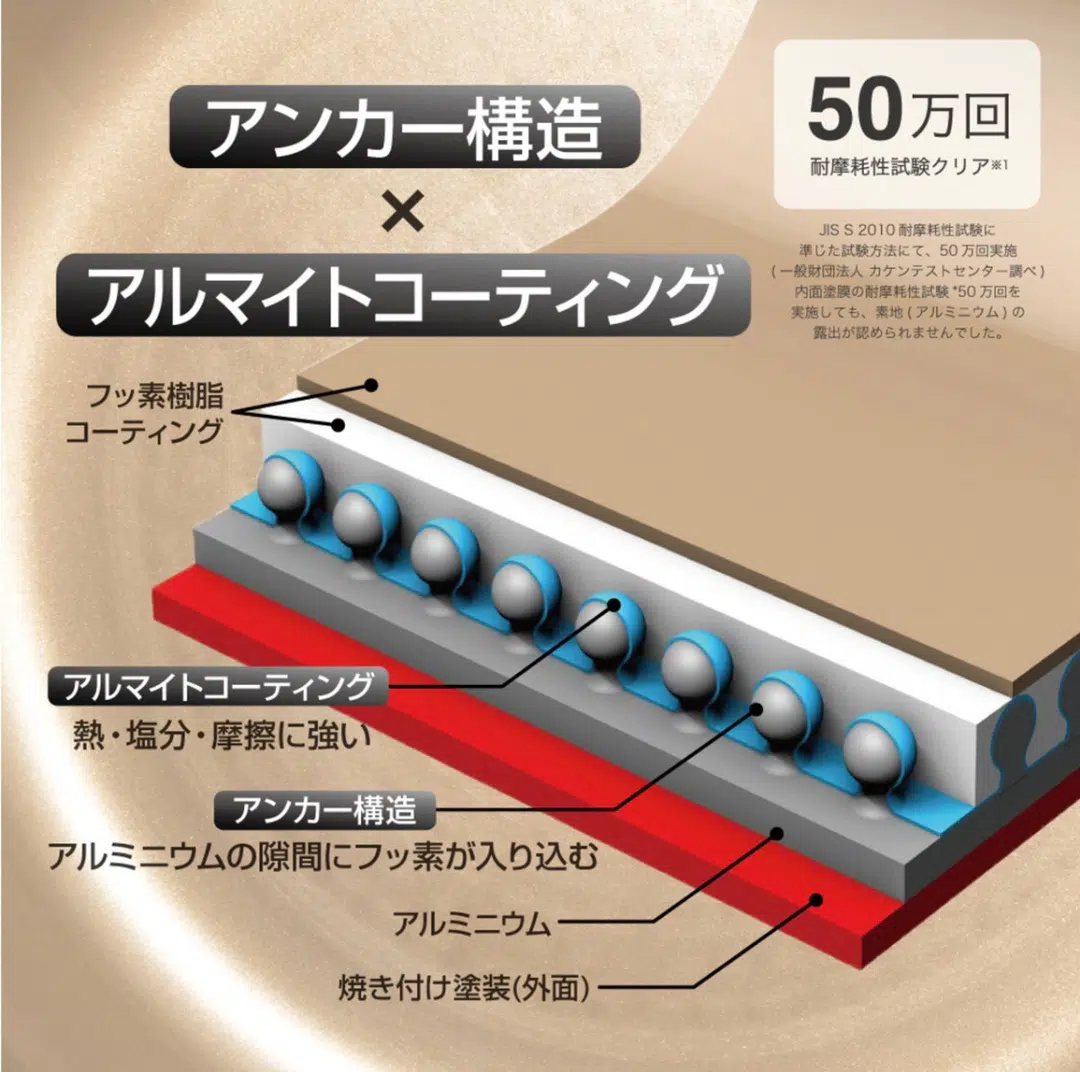 アンカー構造
×
アルマイトコーティング
50万回
耐摩耗性試験クリア※1
JIS S 2010 耐摩耗性試験に
準じた試験方法にて、50万回実施
(一般財団法人 カケンテストセンター調べ)
内面塗膜の耐摩耗性試験 *50万回を
実施しても、素地(アルミニウム)の
露出が認められませんでした。
フッ素樹脂
コーティング
アルマイトコーティング
熱・塩分・摩擦に強い
アンカー構造
アルミニウムの隙間にフッ素が入り込む
アルミニウム
焼き付け塗装(外面)